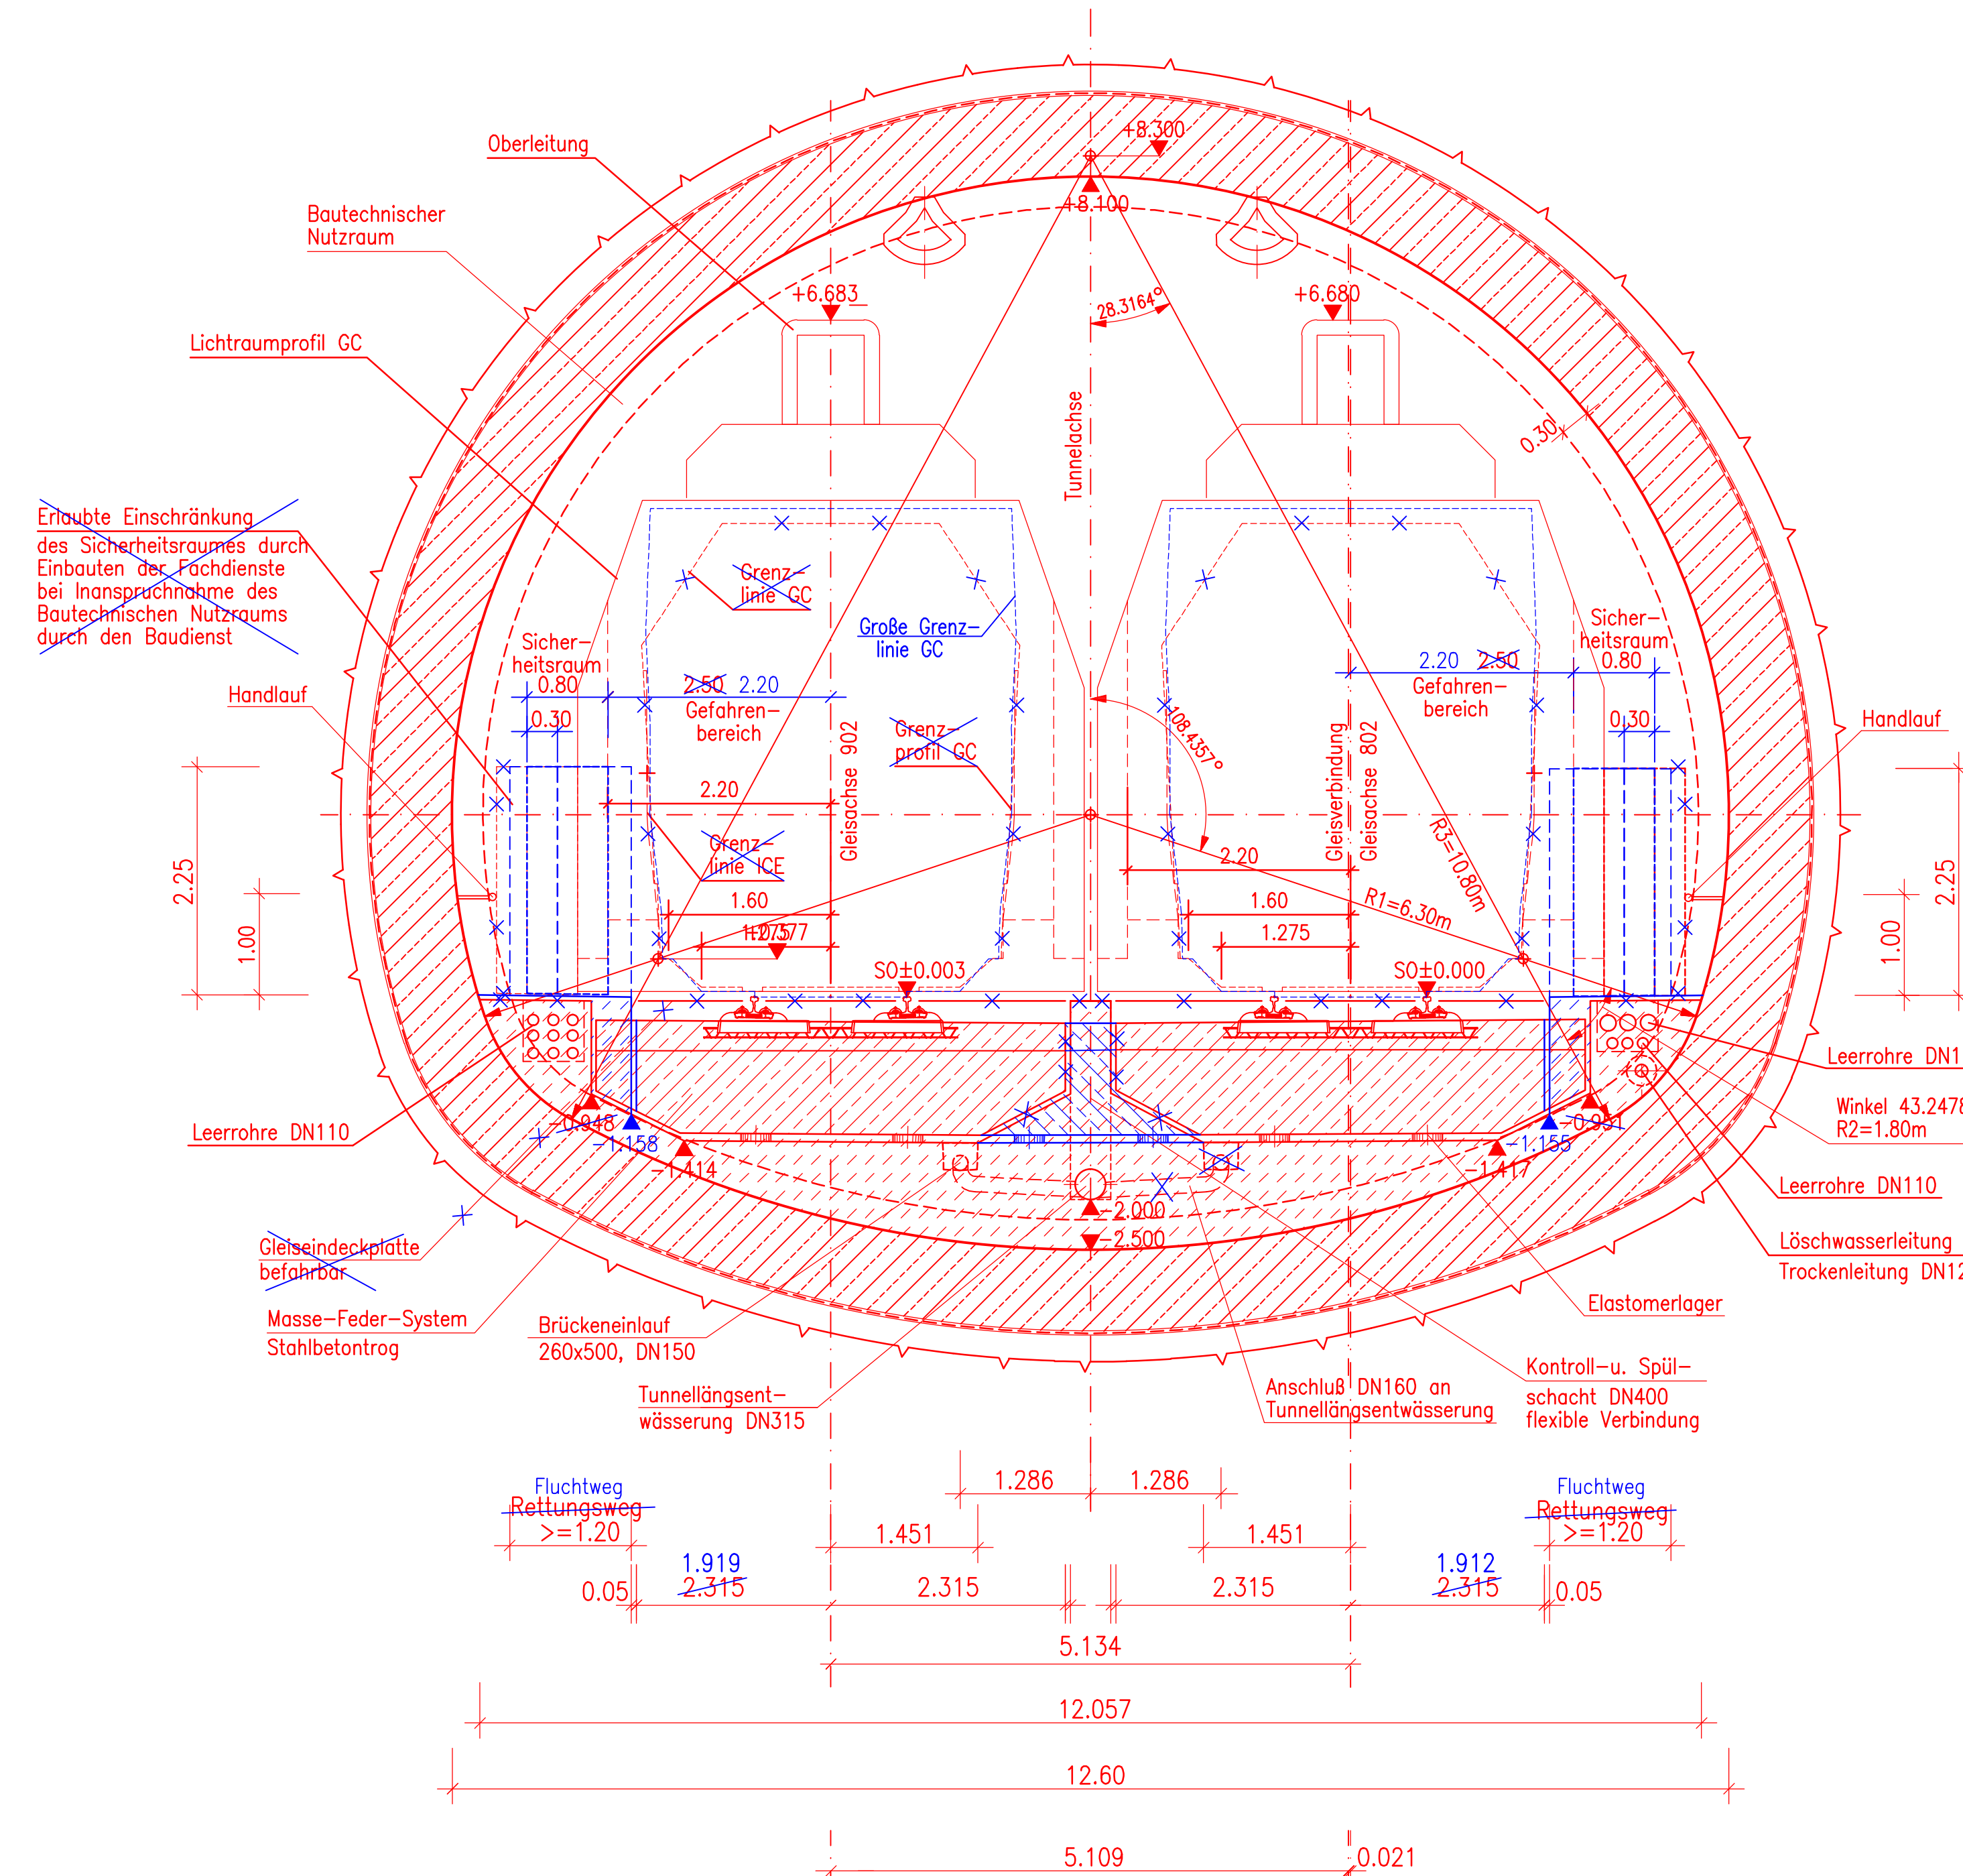 +8.300
Oberleitung
+8.100
Bautechnischer
Nutzraum
+6.683
+6.680
28.3164°
Lichtraumprofil GC
Tunnelachse
0.30
Erlaubte Einschränkung
des Sicherheitsraumes durch
Einbauten der Fachdienste
bei Inanspruchnahme des
Bautechnischen Nutzraums
durch den Baudienst
Grenz-
linie GC
Große Grenz-
linie GC
Sicher-
heitsraum
0.80
2.50 2.20
Gefahren-
bereich
0.30
Sicher-
heitsraum
2.20 2.50 0.80
Gefahren-
bereich
0.30
Handlauf
Handlauf
Grenz-
profil GC
108.4357°
Gleisachse 902
Gleisverbindung
Gleisachse 802
2.20
Grenz-
linie ICE
2.20
R3=10.80m
R1=6.30m
2.25
1.00
2.25
1.00
1.60
1.275
+0.377
1.60
1.275
SO±0.003
SO±0.000
Leerrohre DN1
Winkel 43.2478
R2=1.80m
Leerrohre DN110
-0.948
-1.158
-1.414
-0.95
-1.155
-1.417
Leerrohre DN110
-2.000
-2.500
Gleiseindeckplatte
befahrbar
Löschwasserleitung
Trockenleitung DN12
Masse-Feder-System
Stahlbetontrog
Brückeneinlauf
260x500, DN150
Elastomerlager
Tunnellängsent-
wässerung DN315
Anschluß DN160 an
Tunnellängsentwässerung
Kontroll-u. Spül-
schacht DN400
flexible Verbindung
1.286 1.286
Fluchtweg
Rettungsweg
>=1.20
Fluchtweg
Rettungsweg
>=1.20
1.451 1.451
1.919
1.912
0.05 2.315 2.315 2.315 2.315 0.05
5.134
12.057
12.60
5.109 0.021